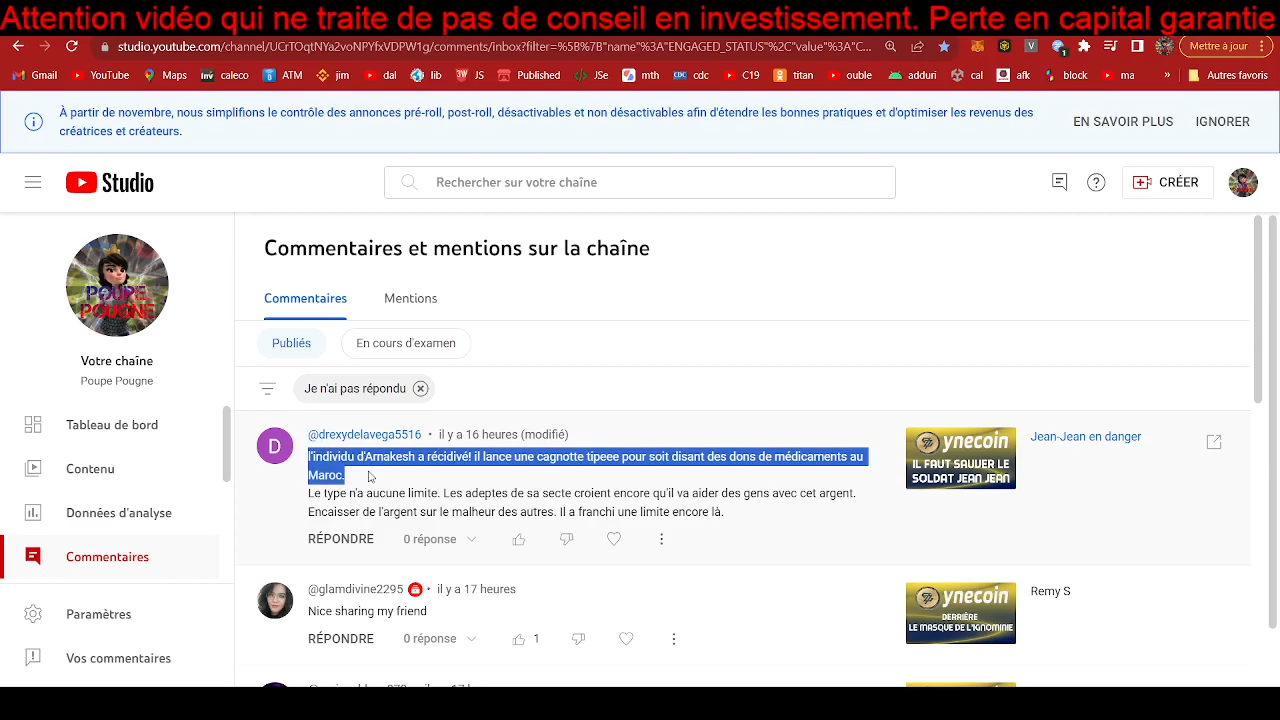 Attention vidéo qui ne traite de pas de conseil en investissement. Perte en capital garantie
studio.youtube.com/channel/UCrTOqtNYa2voNPYfxVDPW1g/comments/inbox?filter=%5B%7B"name"%3A"ENGAGED_STATUS"%2C"value"%3A"C...
Mettre à jour
Gmail YouTube Maps caleco ATM jim dal lib JS Published JSe mth cdc C19 titan ouble adduri cal afk block ma » Autres favoris
À partir de novembre, nous simplifions le contrôle des annonces pré-roll, post-roll, désactivables et non désactivables afin d'étendre les bonnes pratiques et d'optimiser les revenus des
créatrices et créateurs.
EN SAVOIR PLUS IGNORER
Studio
Rechercher sur votre chaîne
CRÉER
POUPE
POUGNE
Votre chaîne
Poupe Pougne
Tableau de bord
Contenu
Données d'analyse
Commentaires
Paramètres
Vos commentaires
Commentaires et mentions sur la chaîne
Commentaires Mentions
Publiés En cours d'examen
Je n'ai pas répondu
D
@drexydelavega5516 • il y a 16 heures (modifié)
l'individu d'Arnakesh a récidivé! il lance une cagnotte tipeee pour soit disant des dons de médicaments au
Maroc.
Le type n'a aucune limite. Les adeptes de sa secte croient encore qu'il va aider des gens avec cet argent.
Encaisser de l'argent sur le malheur des autres. Il a franchi une limite encore là.
RÉPONDRE 0 réponse
ynecoin
IL FAUT SAUVER LE
SOLDAT JEAN JEAN
Jean-Jean en danger
@glamdivine2295 • il y a 17 heures
Nice sharing my friend
RÉPONDRE 0 réponse 1
ynecoin
DERRIÈRE
LE MASQUE DE L'IGNOMINIE
Remy S